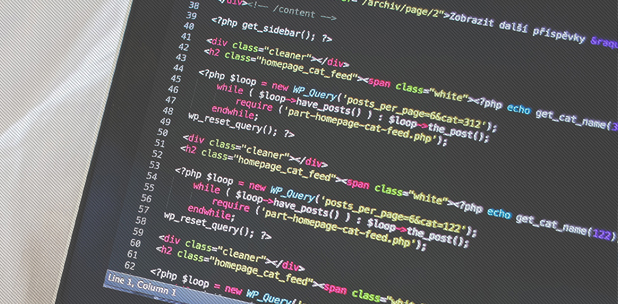 ="/archiv/page/2">Zobrazit další příspěvky &raqu
38 </div><!-- /content -->
39
40 <?php get_sidebar(); ?>
41
42 <div class="cleaner"></div>
43 <h2 class="homepage_cat_feed"><span class="white"><?php echo get_cat_name(3
44
45 <?php $loop = new WP_Query('posts_per_page=6&cat=312');
46 while ( $loop->have_posts() ) : $loop->the_post();
47 require ('part-homepage-cat-feed.php');
48 endwhile;
49 wp_reset_query(); ?>
50
51 <div class="cleaner"></div>
52 <h2 class="homepage_cat_feed"><span class="white"><?php echo get_cat_name(122);
53
54 <?php $loop = new WP_Query('posts_per_page=6&cat=122');
55 while ( $loop->have_posts() ) : $loop->the_post();
56 require ('part-homepage-cat-feed.php');
57 endwhile;
58 wp_reset_query(); ?>
59
60 <div class="cleaner"></div>
61 <h2 class="homepage_cat_feed"><span class="whit
62
<?php $loop = new WP_Query('posts_
Line 1, Column 1